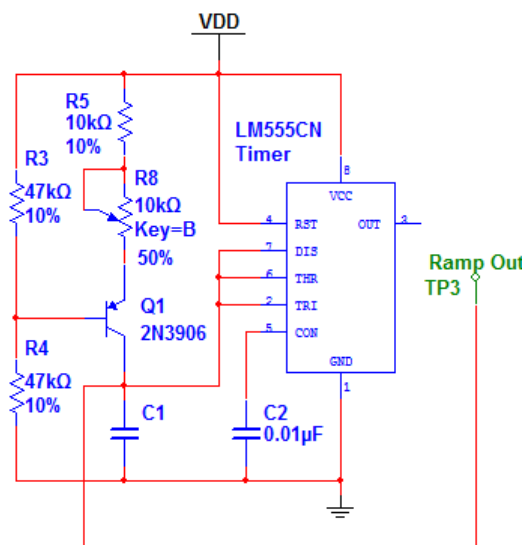 VDD
R5
10kΩ
10%
LM555CN
Timer
R3
47kΩ
10%
R8
10kΩ
Key=B
50%
8
VCC
4
RST
OUT
3
7
DIS
6
THR
2
TRI
5
CON
GND
1
Ramp Out
TP3
Q1
2N3906
R4
47kΩ
10%
C1
C2
0.01µF